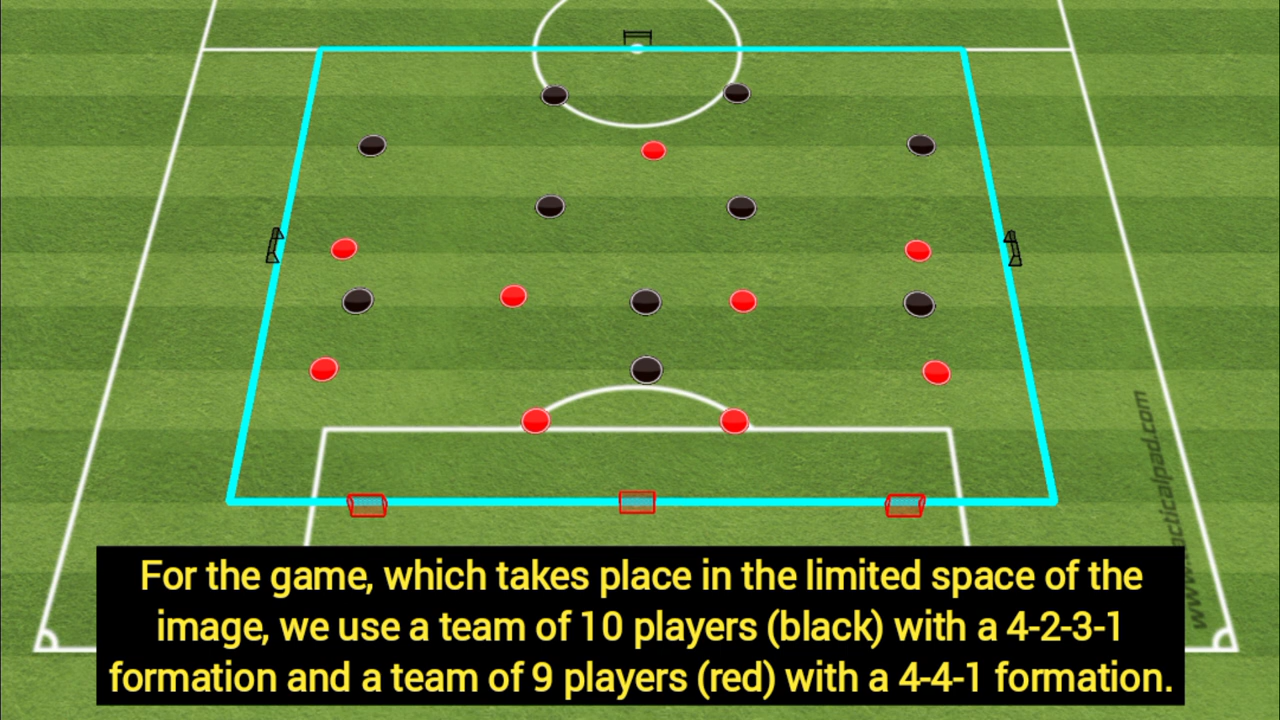 www.tacticalpad.com
For the game, which takes place in the limited space of the
image, we use a team of 10 players (black) with a 4-2-3-1
formation and a team of 9 players (red) with a 4-4-1 formation.